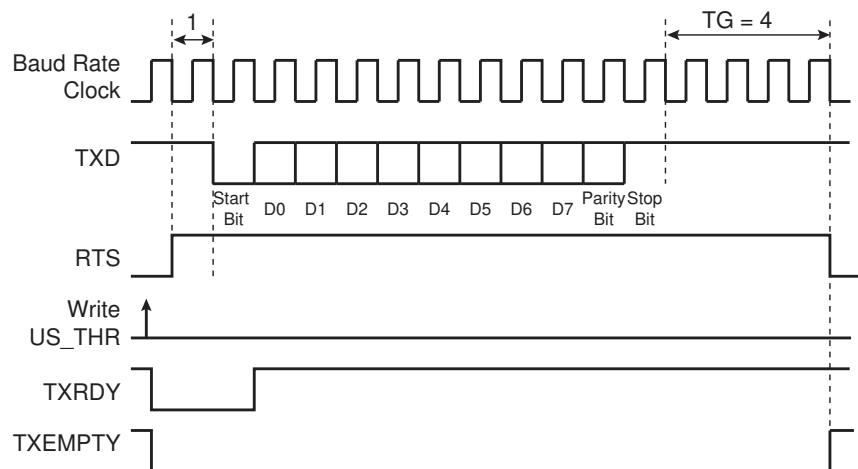 1
TG = 4
Baud Rate
Clock
TXD
Start
Bit
D0
D1
D2
D3
D4
D5
D6
D7
Parity
Bit
Stop
Bit
RTS
Write
US_THR
TXRDY
TXEMPTY